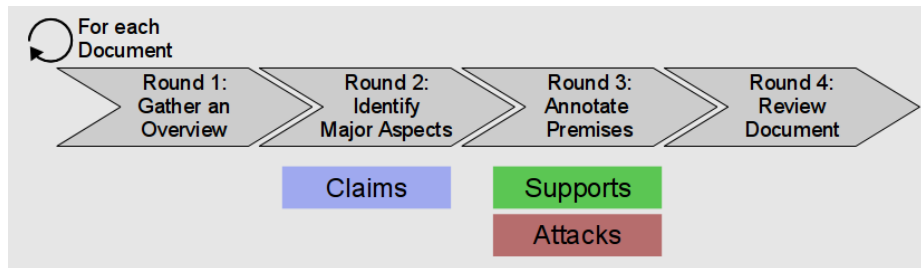 For each
Document
Round 1:
Gather an
Overview
Round 2:
Identify
Major Aspects
Round 3:
Annotate
Premises
Round 4:
Review
Document
Claims
Supports
Attacks